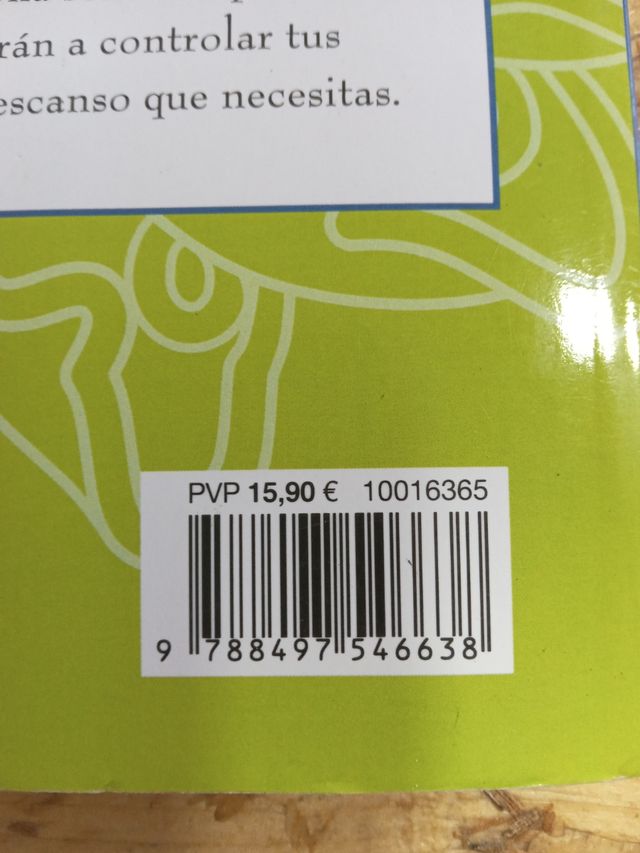 rán a controlar tus
escanso que necesitas.
PVP 15,90 € 10016365
9 788497 546638